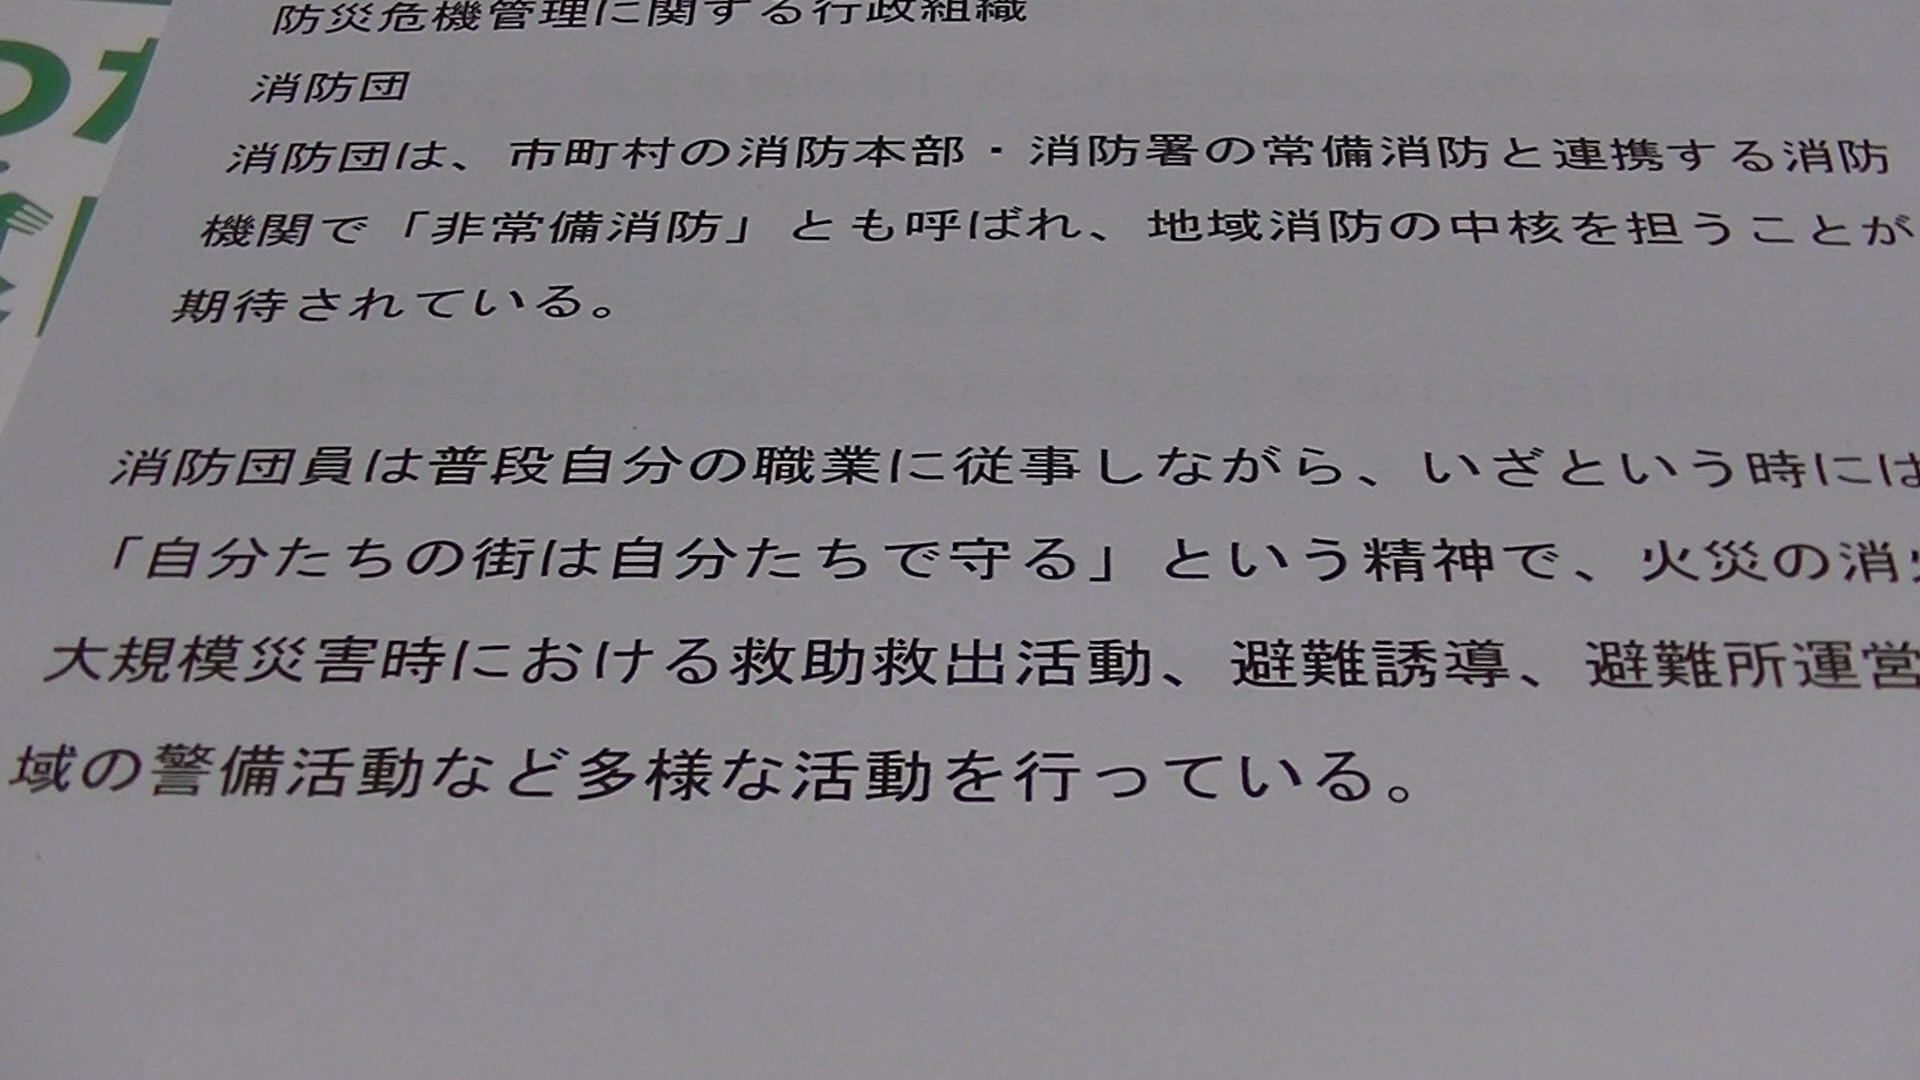 防災危機管理に関する行政組織
消防団
消防団は、市町村の消防本部・消防署の常備消防と連携する消防
機関で「非常備消防」とも呼ばれ、地域消防の中核を担うことが
期待されている。
消防団員は普段自分の職業に従事しながら、いざという時には
「自分たちの街は自分たちで守る」という精神で、火災の消
大規模災害時における救助救出活動、避難誘導、避難所運営
域の警備活動など多様な活動を行っている。